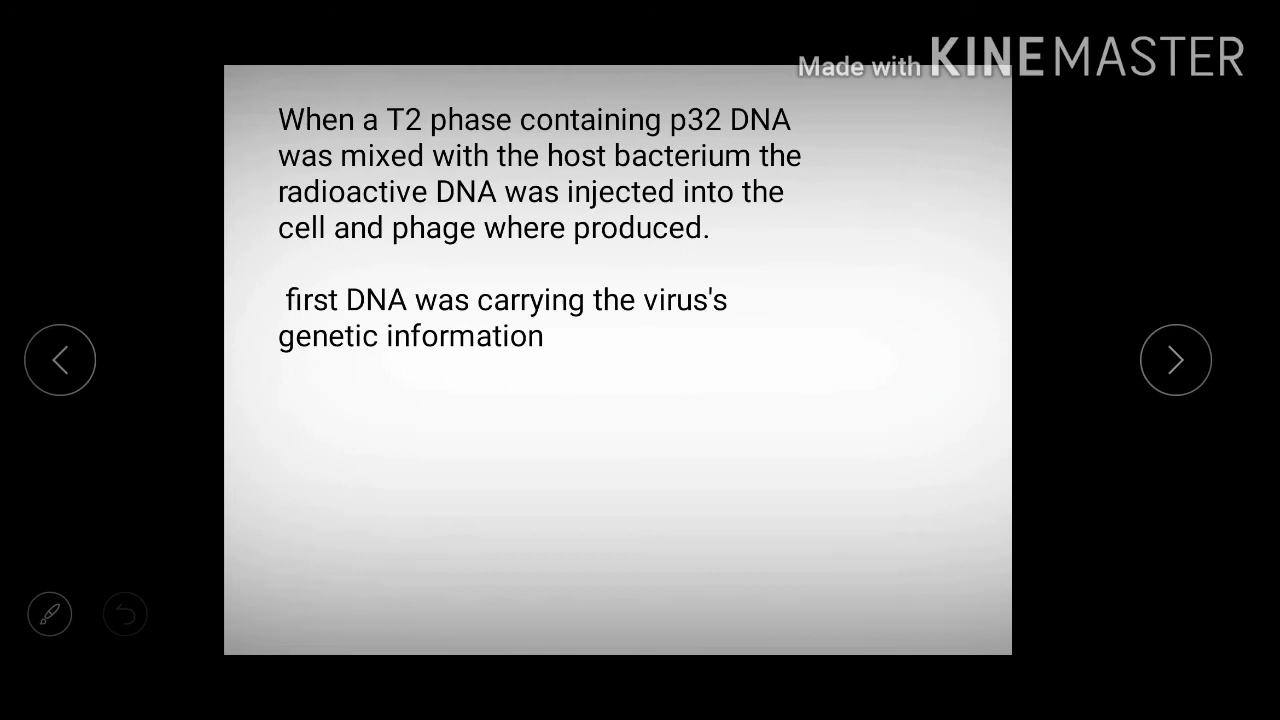 Made with KINEMASTER
When a T2 phase containing p32 DNA
was mixed with the host bacterium the
radioactive DNA was injected into the
cell and phage where produced.
first DNA was carrying the virus's
genetic information